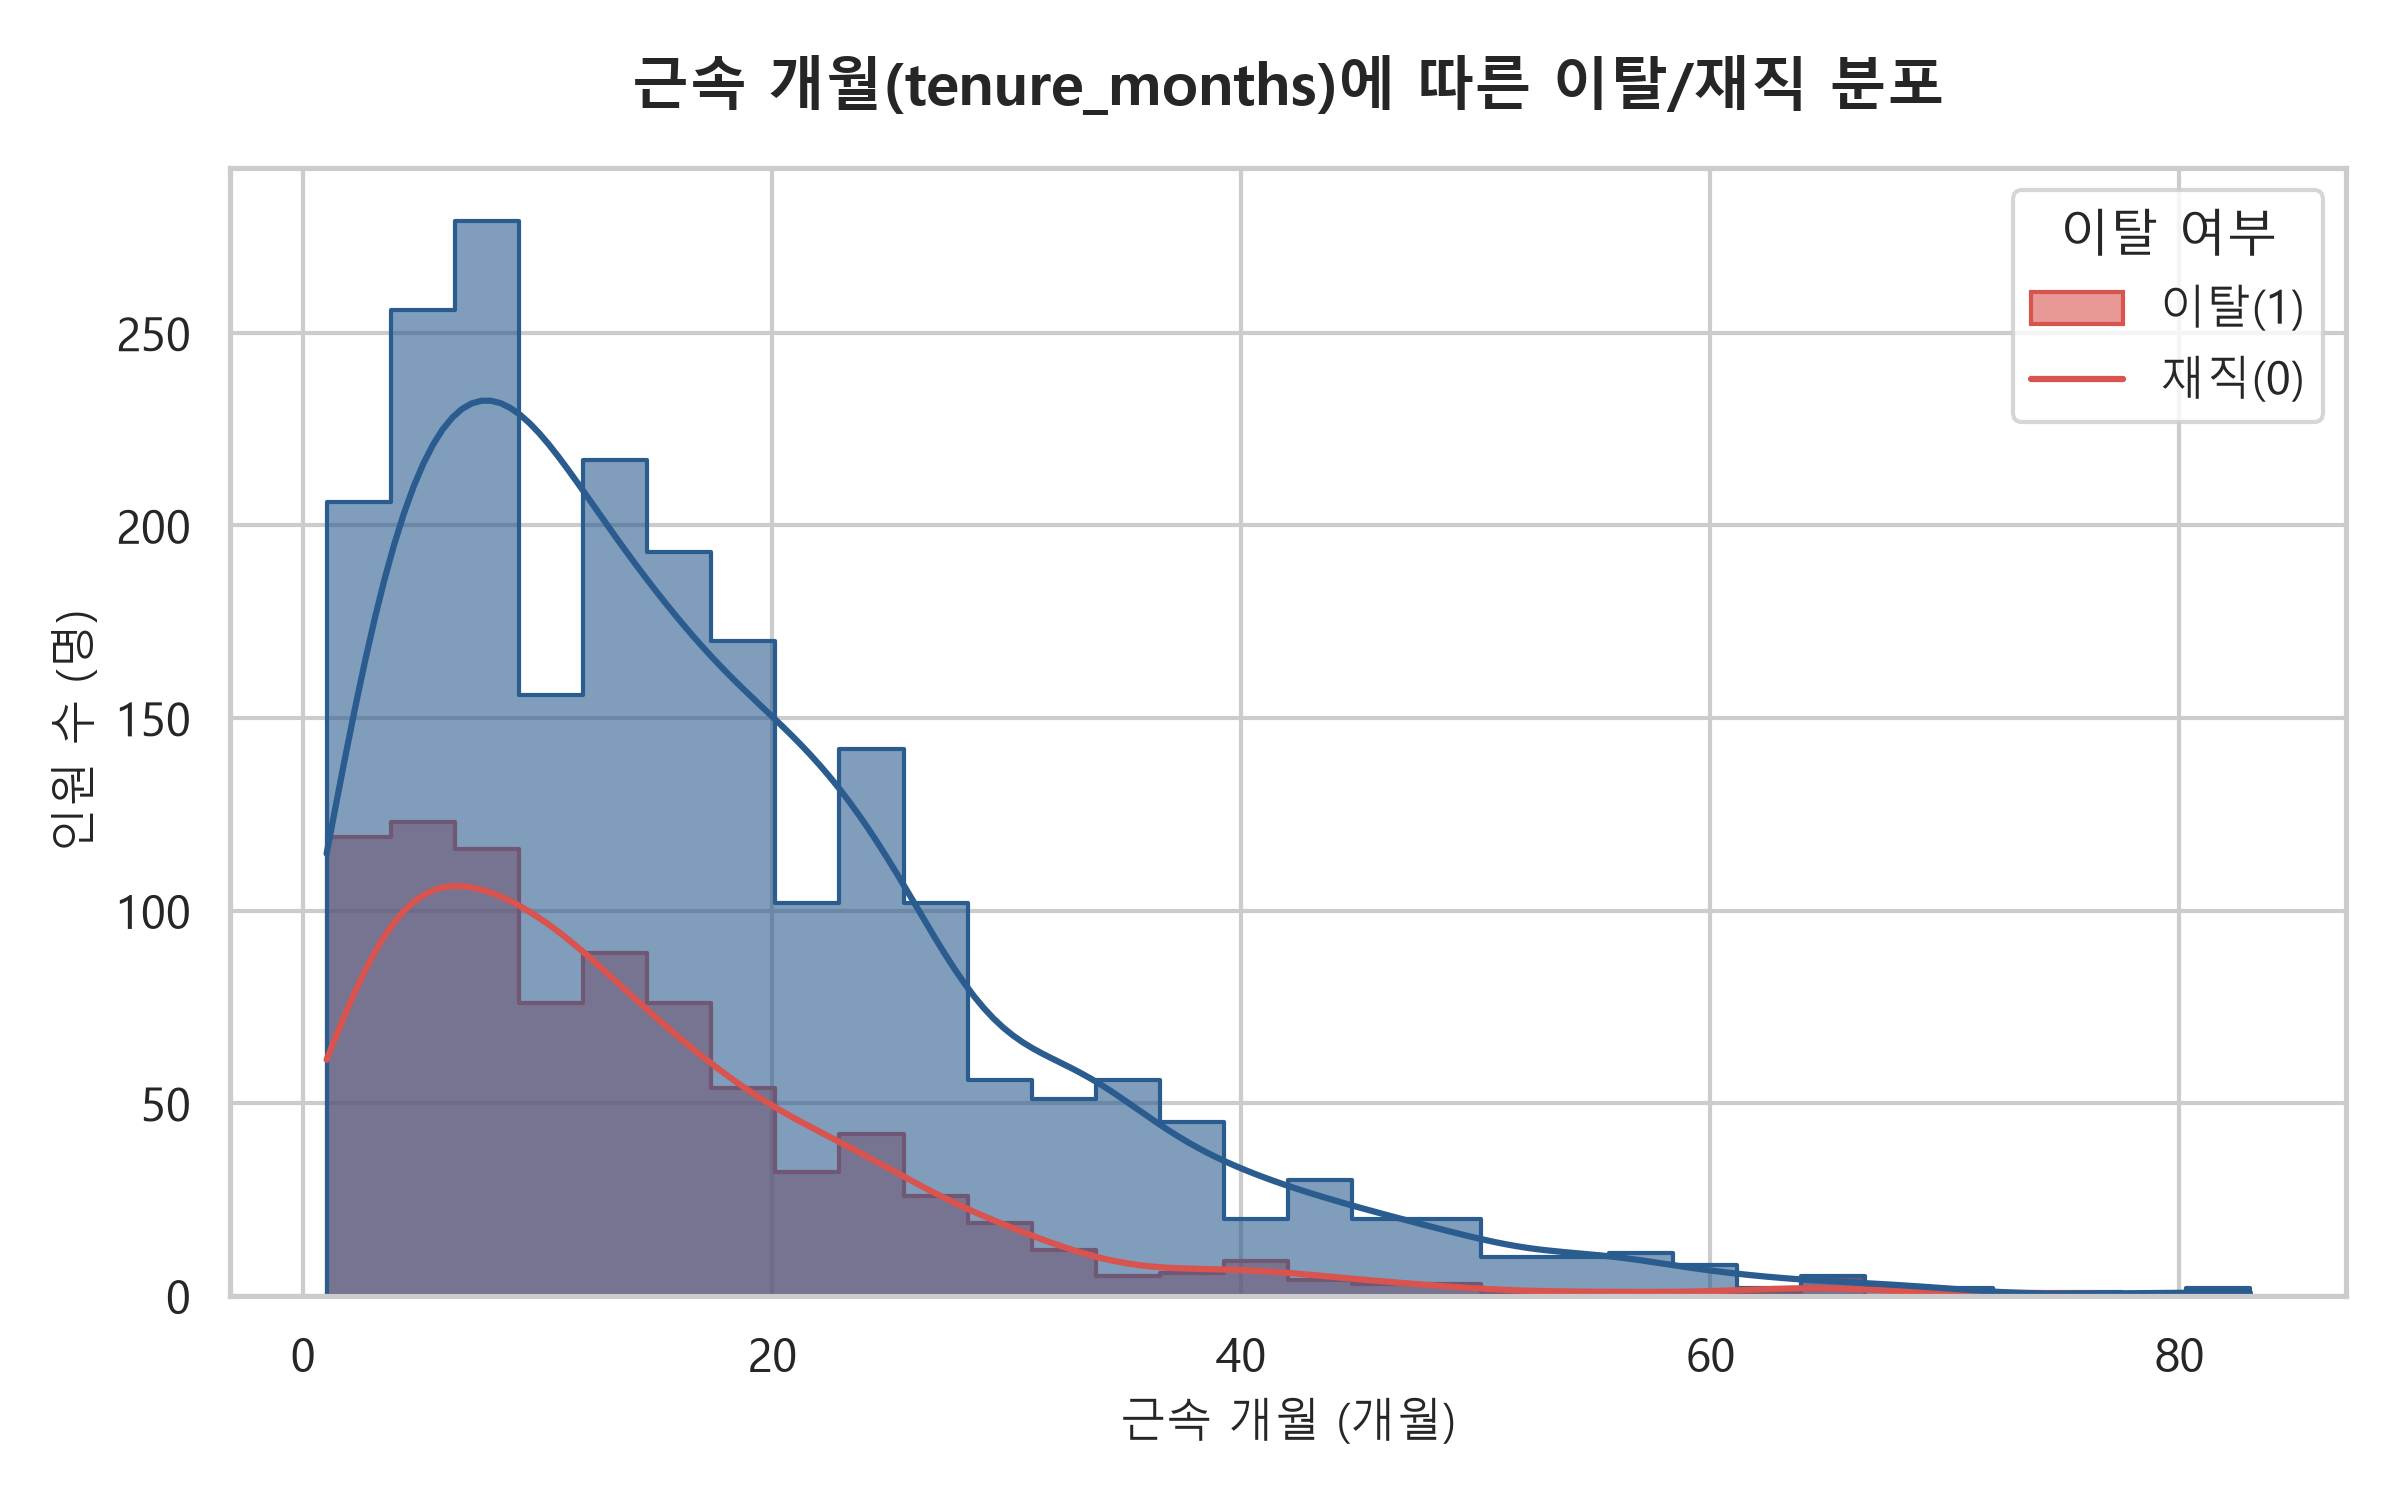 근속 개월(tenure_months)에 따른 이탈/재직 분포
이탈 여부
이탈(1)
재직(0)
인원 수 (명)
250
200
150
100
50
0
0 20 40 60 80
근속 개월 (개월)